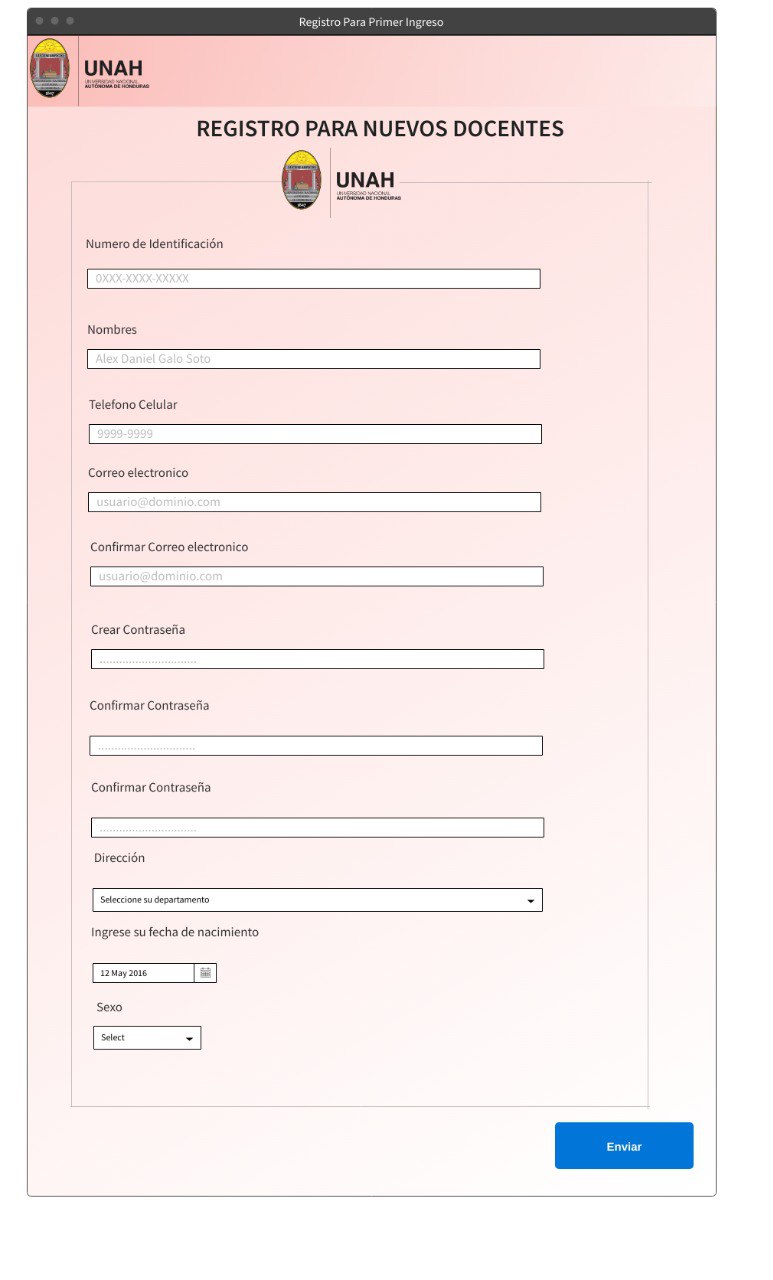 Registro Para Primer Ingreso
UNAH
UNIVERSIDAD NACIONAL
AUTÓNOMA DE HONDURAS
REGISTRO PARA NUEVOS DOCENTES
UNAH
UNIVERSIDAD NACIONAL
AUTÓNOMA DE HONDURAS
Numero de Identificación
0XXX-XXXX-XXXXX
Nombres
Alex Daniel Galo Soto
Telefono Celular
9999-9999
Correo electronico
usuario@dominio.com
Confirmar Correo electronico
usuario@dominio.com
Crear Contraseña
............................
Confirmar Contraseña
............................
Confirmar Contraseña
............................
Dirección
Seleccione su departamento
Ingrese su fecha de nacimiento
12 May 2016
Sexo
Select
Enviar